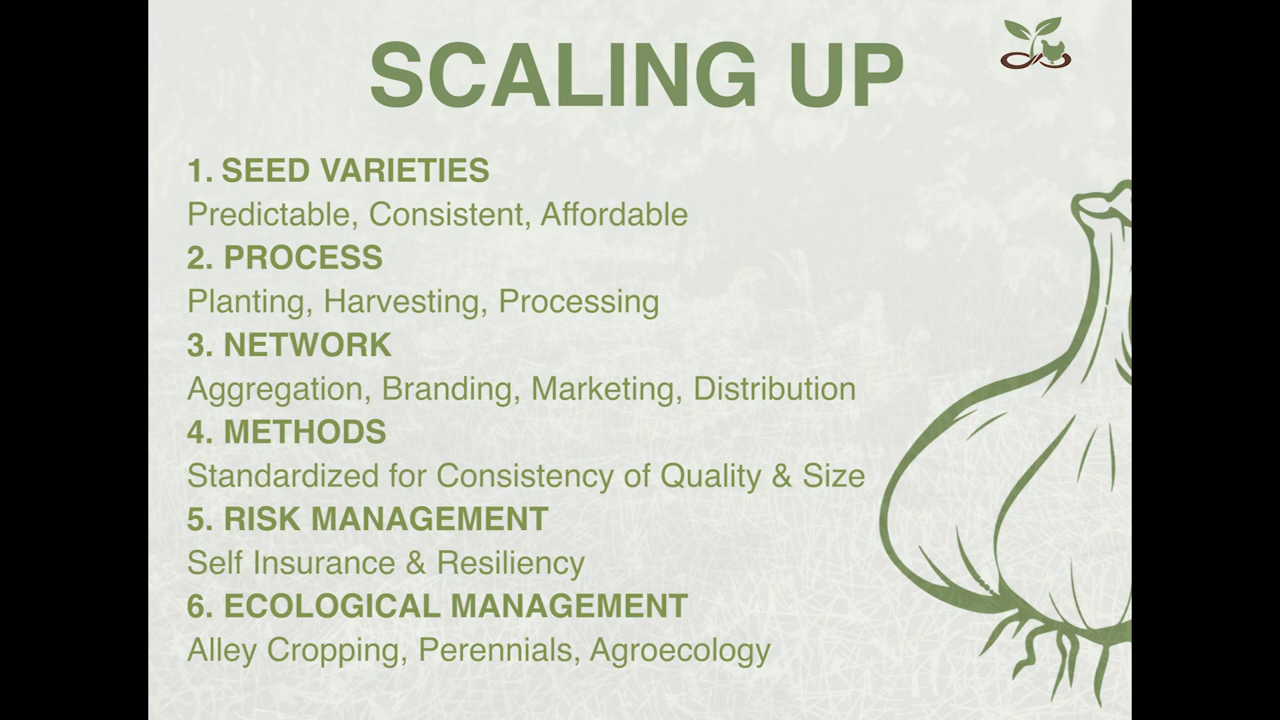 SCALING UP
1. SEED VARIETIES
Predictable, Consistent, Affordable
2. PROCESS
Planting, Harvesting, Processing
3. NETWORK
Aggregation, Branding, Marketing, Distribution
4. METHODS
Standardized for Consistency of Quality & Size
5. RISK MANAGEMENT
Self Insurance & Resiliency
6. ECOLOGICAL MANAGEMENT
Alley Cropping, Perennials, Agroecology